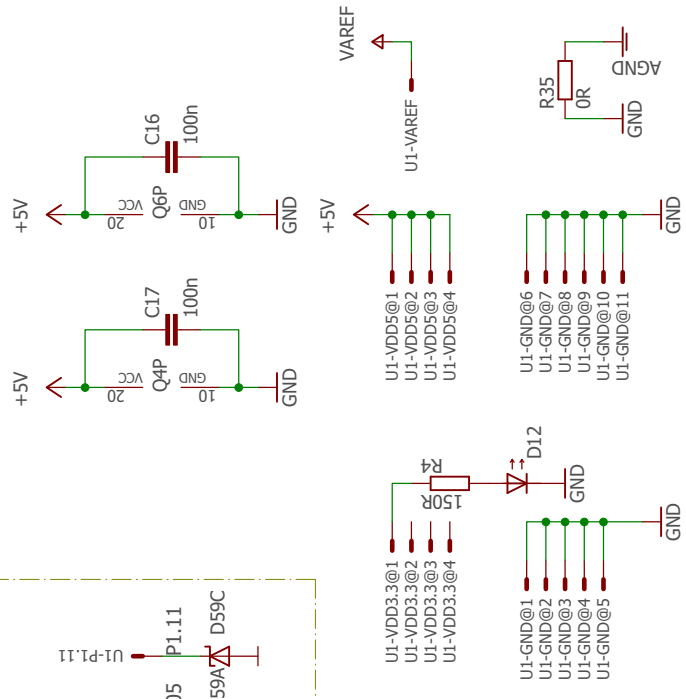 VAREF
U1-VAREF
R35
0R
AGND
GND
C16
100n
+5V
VCC
20
Q6P
GND
10
GND
+5V
U1-VDD5@1
U1-VDD5@2
U1-VDD5@3
U1-VDD5@4
U1-GND@6
U1-GND@7
U1-GND@8
U1-GND@9
U1-GND@10
U1-GND@11
GND
C17
100n
+5V
VCC
20
Q4P
GND
10
GND
R4
150R
D12
GND
U1-VDD3.3@1
U1-VDD3.3@2
U1-VDD3.3@3
U1-VDD3.3@4
U1-GND@1
U1-GND@2
U1-GND@3
U1-GND@4
U1-GND@5
GND
U1-P1.11
P1.11
D59C
05
59A